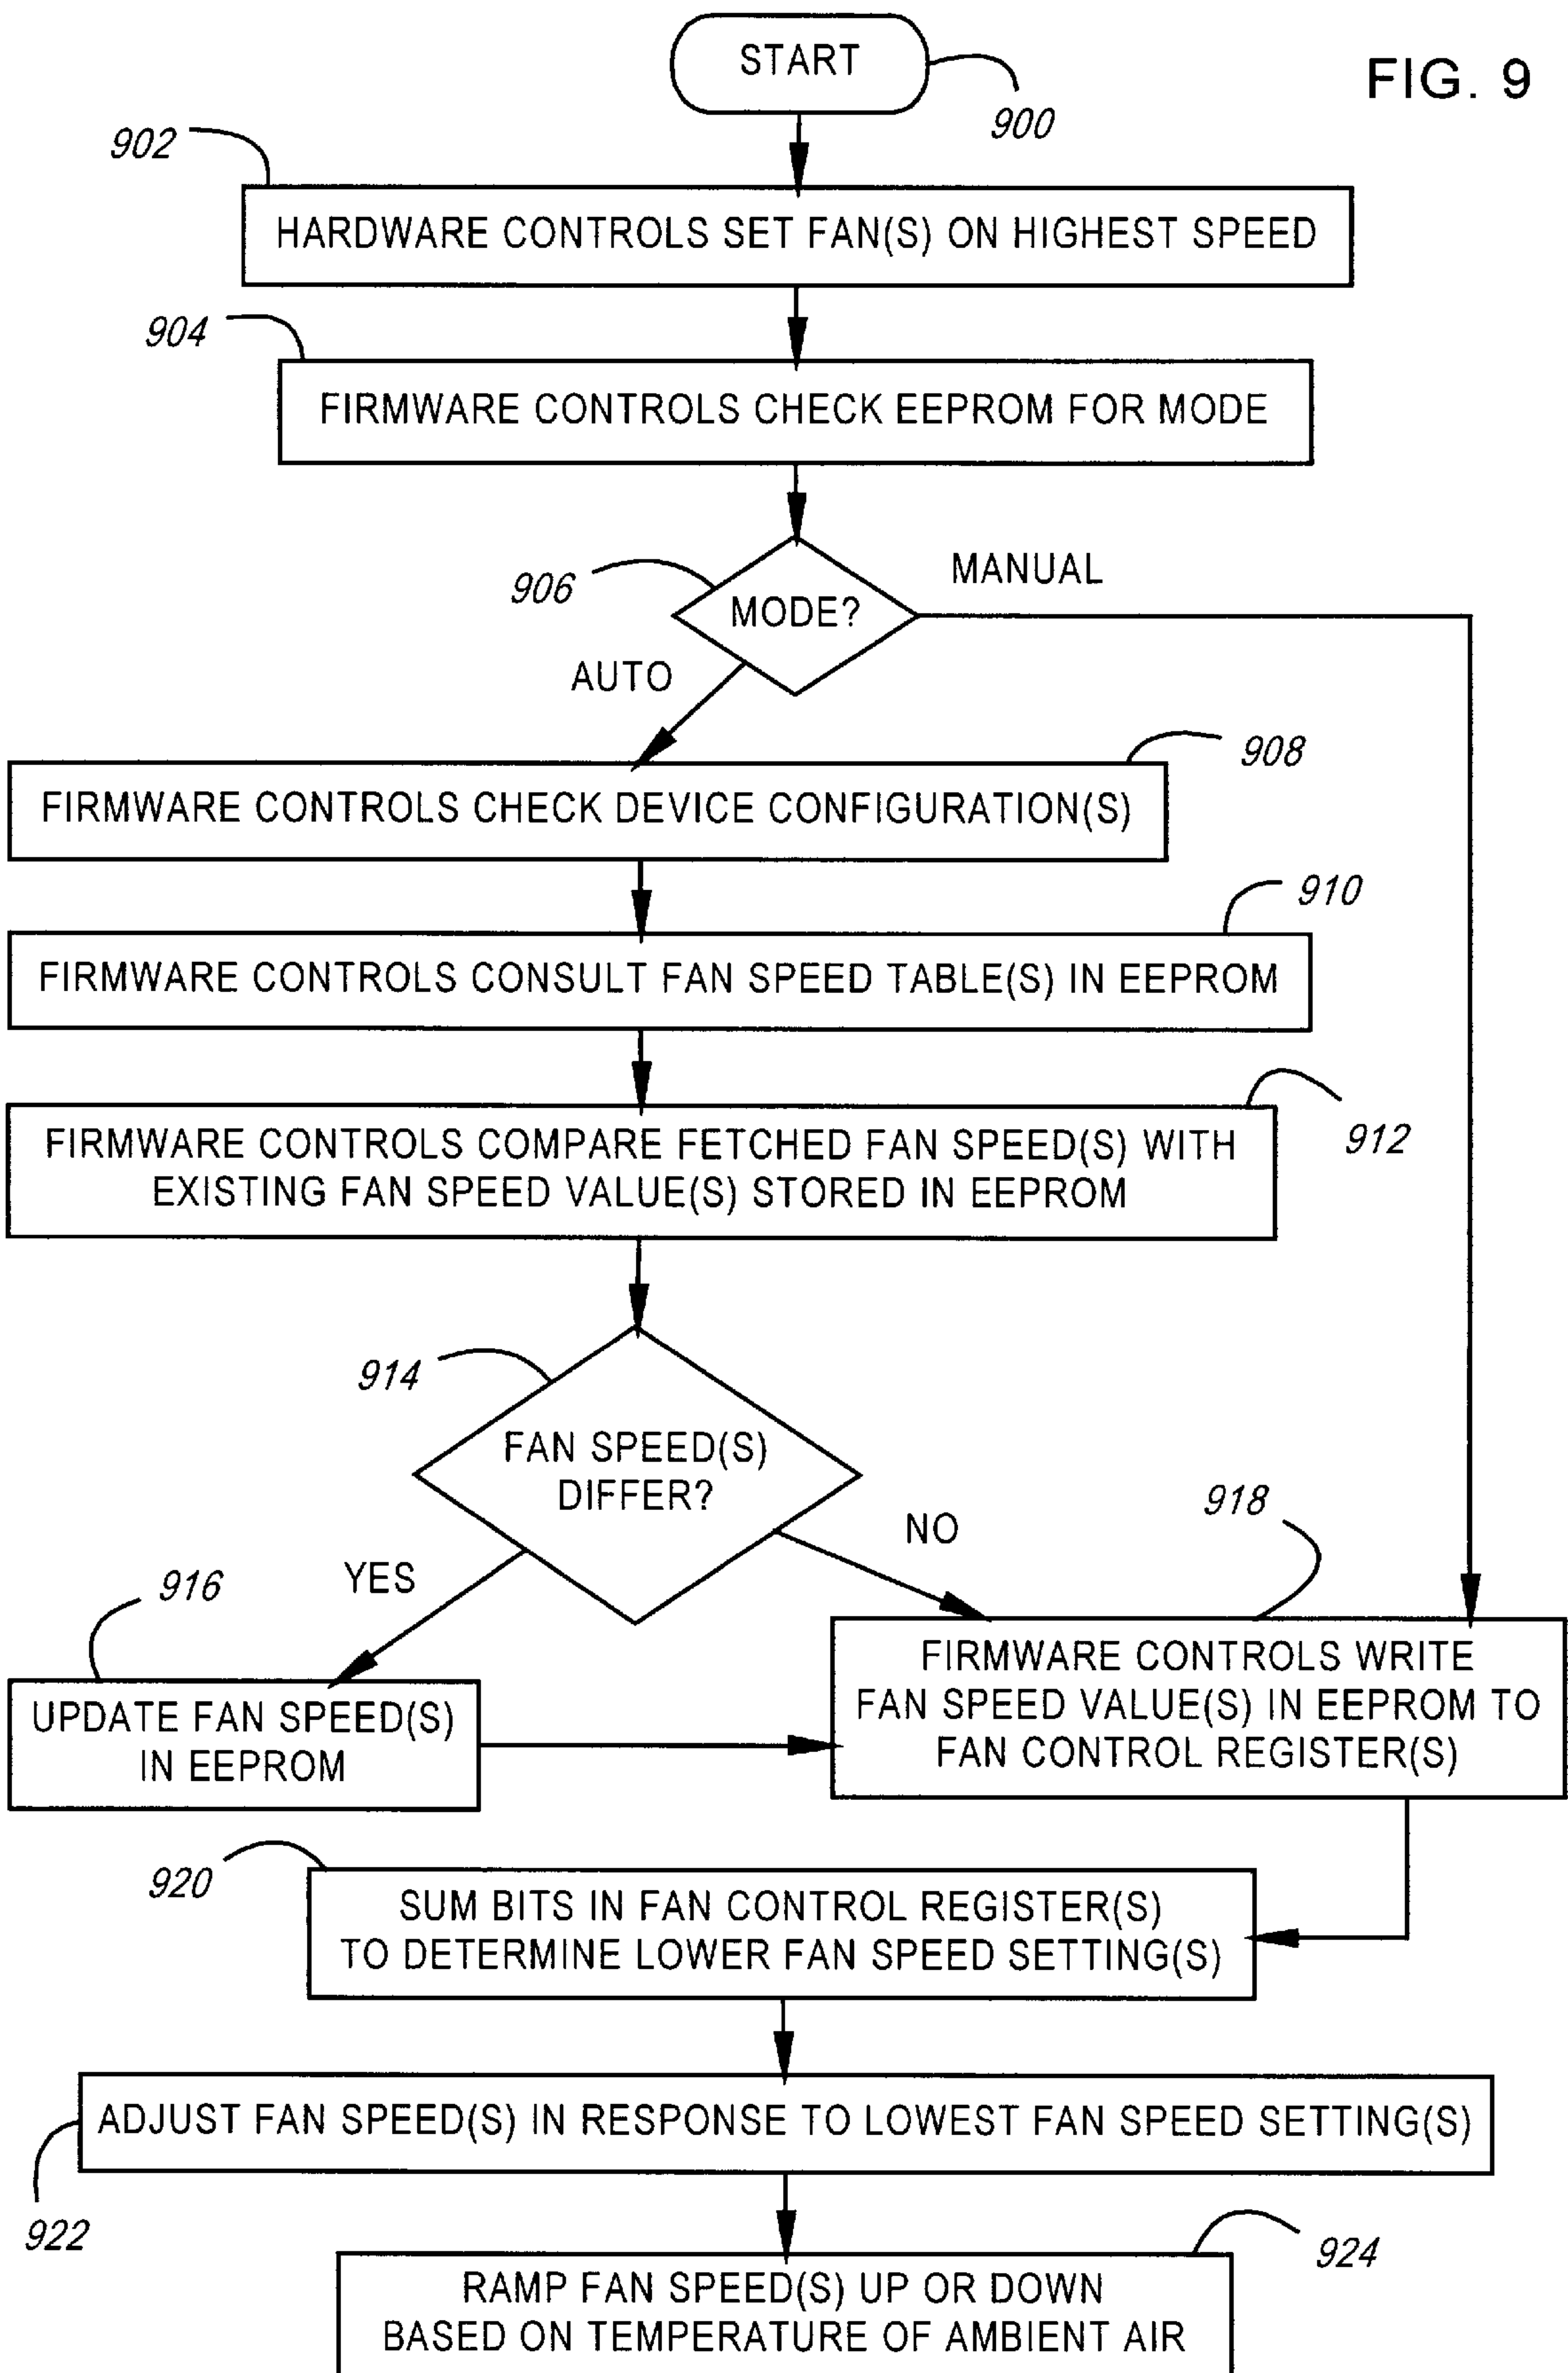 START
FIG. 9
900
902
HARDWARE CONTROLS SET FAN(S) ON HIGHEST SPEED
904
FIRMWARE CONTROLS CHECK EEPROM FOR MODE
906
MODE?
MANUAL
AUTO
908
FIRMWARE CONTROLS CHECK DEVICE CONFIGURATION(S)
910
FIRMWARE CONTROLS CONSULT FAN SPEED TABLE(S) IN EEPROM
912
FIRMWARE CONTROLS COMPARE FETCHED FAN SPEED(S) WITH
EXISTING FAN SPEED VALUE(S) STORED IN EEPROM
914
FAN SPEED(S)
DIFFER?
NO
918
YES
916
UPDATE FAN SPEED(S)
IN EEPROM
FIRMWARE CONTROLS WRITE
FAN SPEED VALUE(S) IN EEPROM TO
FAN CONTROL REGISTER(S)
920
SUM BITS IN FAN CONTROL REGISTER(S)
TO DETERMINE LOWER FAN SPEED SETTING(S)
ADJUST FAN SPEED(S) IN RESPONSE TO LOWEST FAN SPEED SETTING(S)
922
924
RAMP FAN SPEED(S) UP OR DOWN
BASED ON TEMPERATURE OF AMBIENT AIR